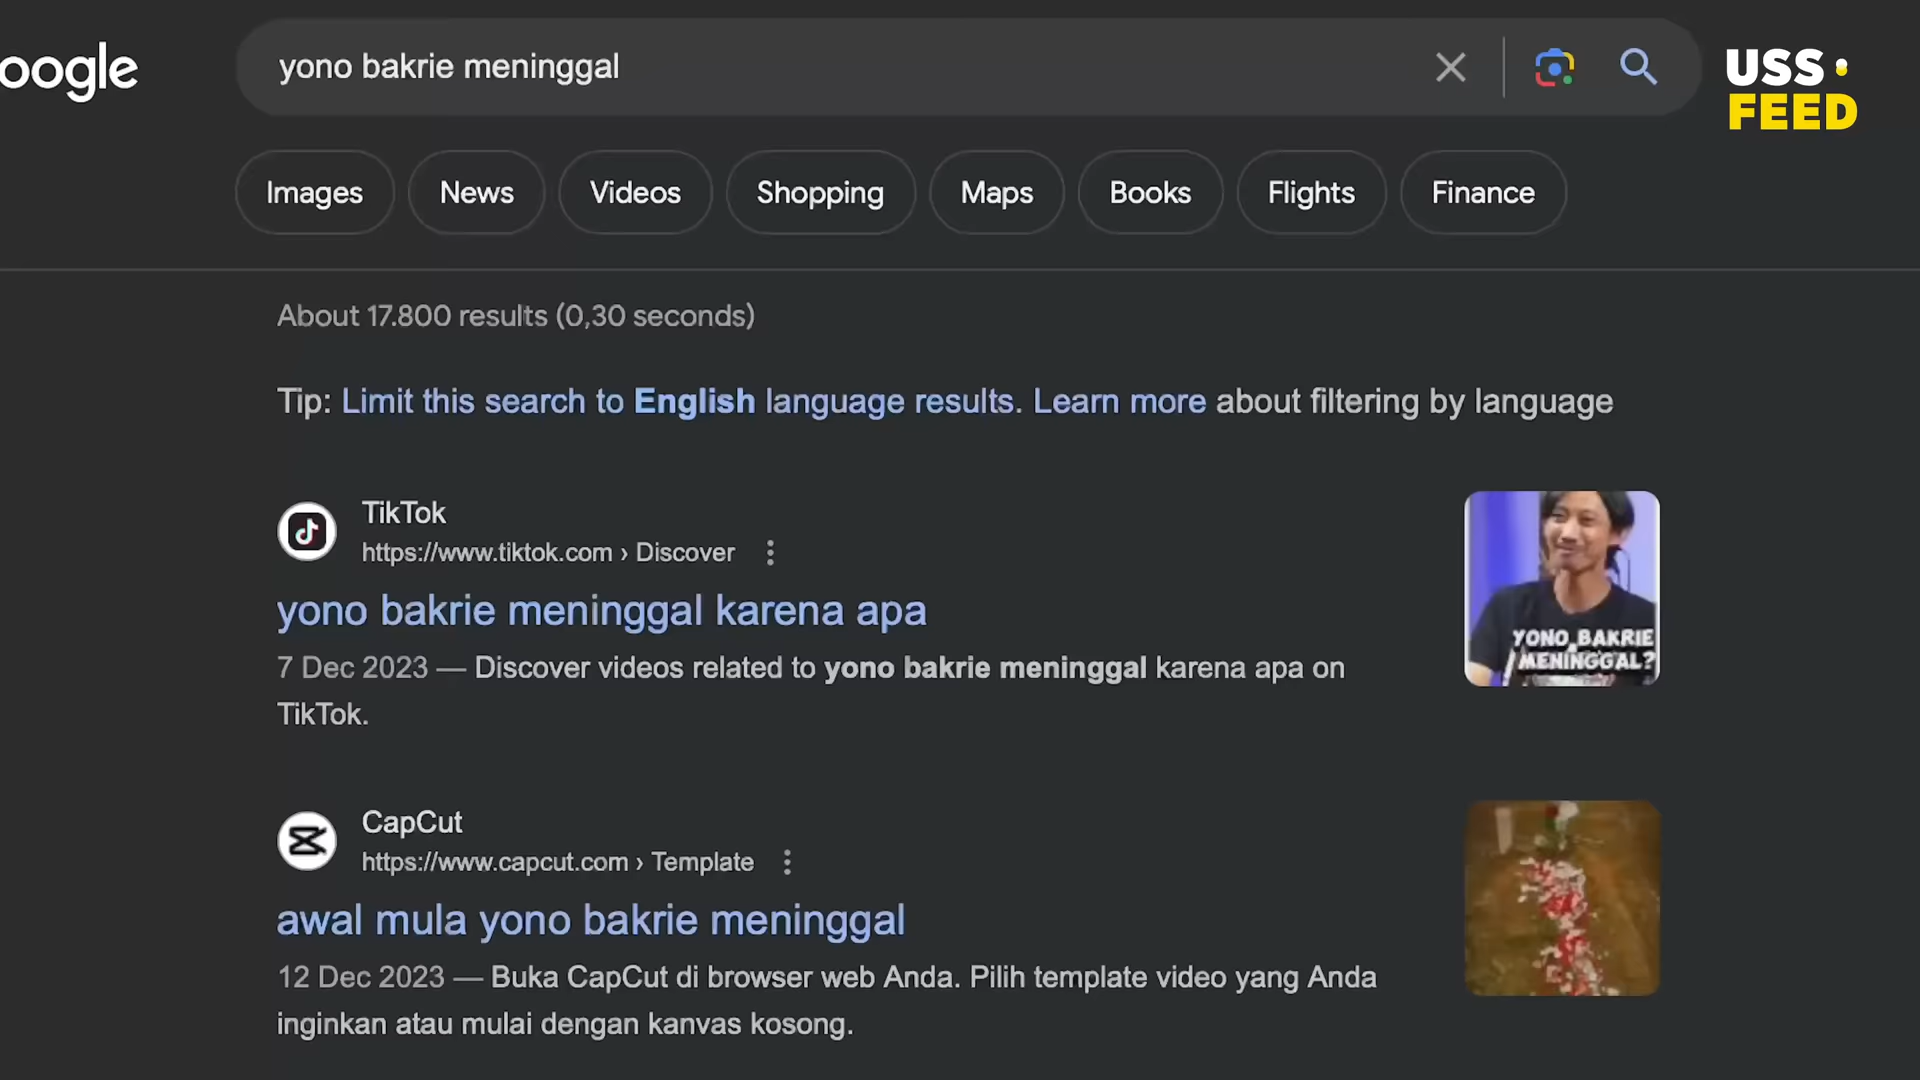 oogle
yono bakrie meninggal
USS
FEED
Images
News
Videos
Shopping
Maps
Books
Flights
Finance
About 17.800 results (0,30 seconds)
Tip: Limit this search to English language results. Learn more about filtering by language
TikTok
https://www.tiktok.com › Discover
yono bakrie meninggal karena apa
7 Dec 2023 — Discover videos related to yono bakrie meninggal karena apa on
TikTok.
YONO BAKRIE
MENINGGAL?
CapCut
https://www.capcut.com › Template
awal mula yono bakrie meninggal
12 Dec 2023 — Buka CapCut di browser web Anda. Pilih template video yang Anda
inginkan atau mulai dengan kanvas kosong.